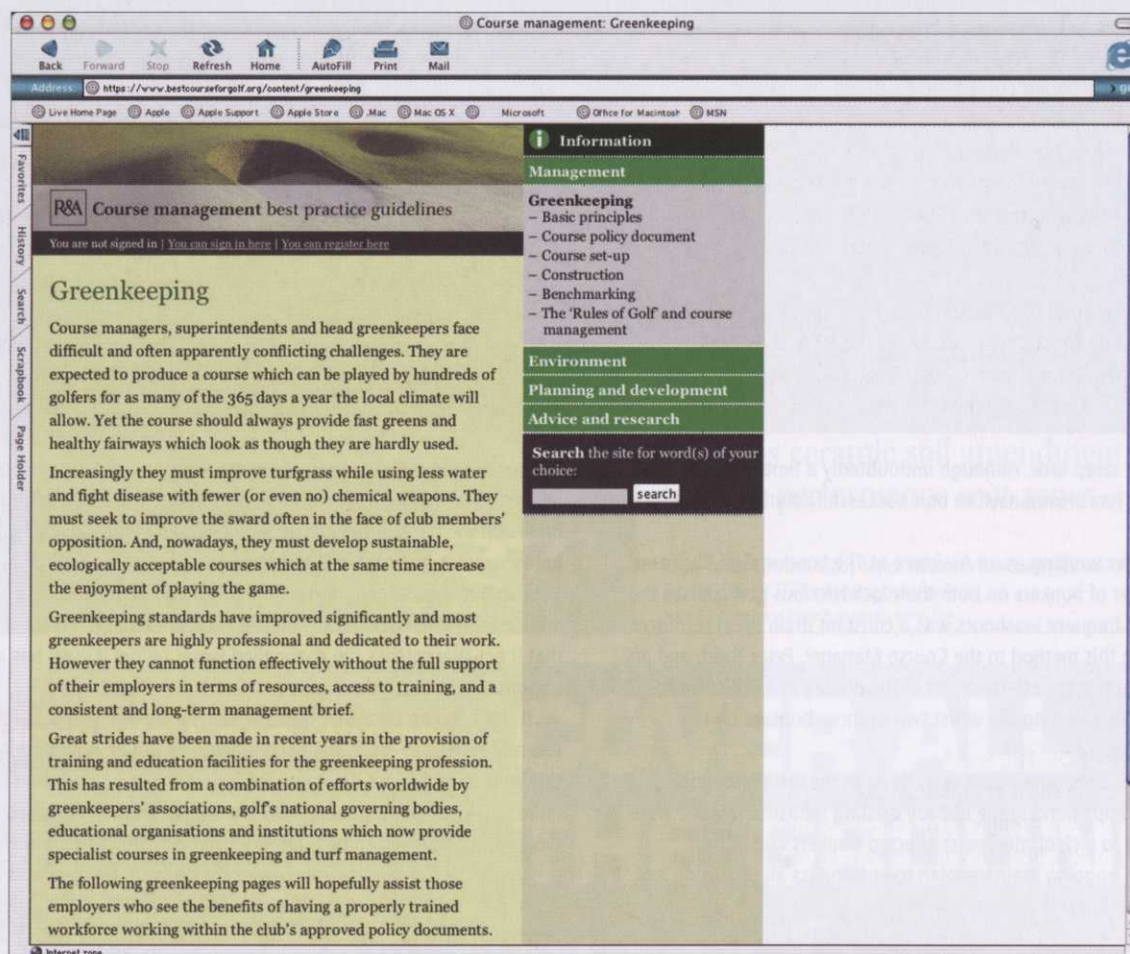 Course management: Greenkeeping
Back Forward Stop Refresh Home AutoFill Print Mail
Address: https://www.bestcourseforgolf.org/content/greenkeeping
Live Home Page Apple Apple Support Apple Store .Mac Mac OS X Microsoft Office for Macintosh MSN
Favorites
History
Search
Scrapbook
Page Holder
R&A Course management best practice guidelines
You are not signed in | You can sign in here | You can register here
Greenkeeping
Course managers, superintendents and head greenkeepers face
difficult and often apparently conflicting challenges. They are
expected to produce a course which can be played by hundreds of
golfers for as many of the 365 days a year the local climate will
allow. Yet the course should always provide fast greens and
healthy fairways which look as though they are hardly used.
Increasingly they must improve turfgrass while using less water
and fight disease with fewer (or even no) chemical weapons. They
must seek to improve the sward often in the face of club members'
opposition. And, nowadays, they must develop sustainable,
ecologically acceptable courses which at the same time increase
the enjoyment of playing the game.
Greenkeeping standards have improved significantly and most
greenkeepers are highly professional and dedicated to their work.
However they cannot function effectively without the full support
of their employers in terms of resources, access to training, and a
consistent and long-term management brief.
Great strides have been made in recent years in the provision of
training and education facilities for the greenkeeping profession.
This has resulted from a combination of efforts worldwide by
greenkeepers' associations, golf's national governing bodies,
educational organisations and institutions which now provide
specialist courses in greenkeeping and turf management.
The following greenkeeping pages will hopefully assist those
employers who see the benefits of having a properly trained
workforce working within the club's approved policy documents.
Information
Management
Greenkeeping
– Basic principles
– Course policy document
– Course set-up
– Construction
– Benchmarking
– The 'Rules of Golf' and course
management
Environment
Planning and development
Advice and research
Search the site for word(s) of your
choice:
search
Internet zone